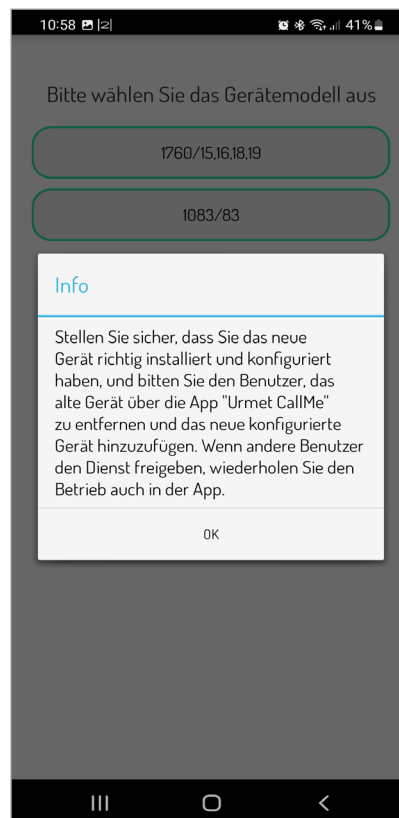 10:58 |2| 41%
Bitte wählen Sie das Gerätemodell aus
1760/15,16,18,19
1083/83
Info
Stellen Sie sicher, dass Sie das neue
Gerät richtig installiert und konfiguriert
haben, und bitten Sie den Benutzer, das
alte Gerät über die App "Urmet CallMe"
zu entfernen und das neue konfigurierte
Gerät hinzuzufügen. Wenn andere Benutzer
den Dienst freigeben, wiederholen Sie den
Betrieb auch in der App.
OK